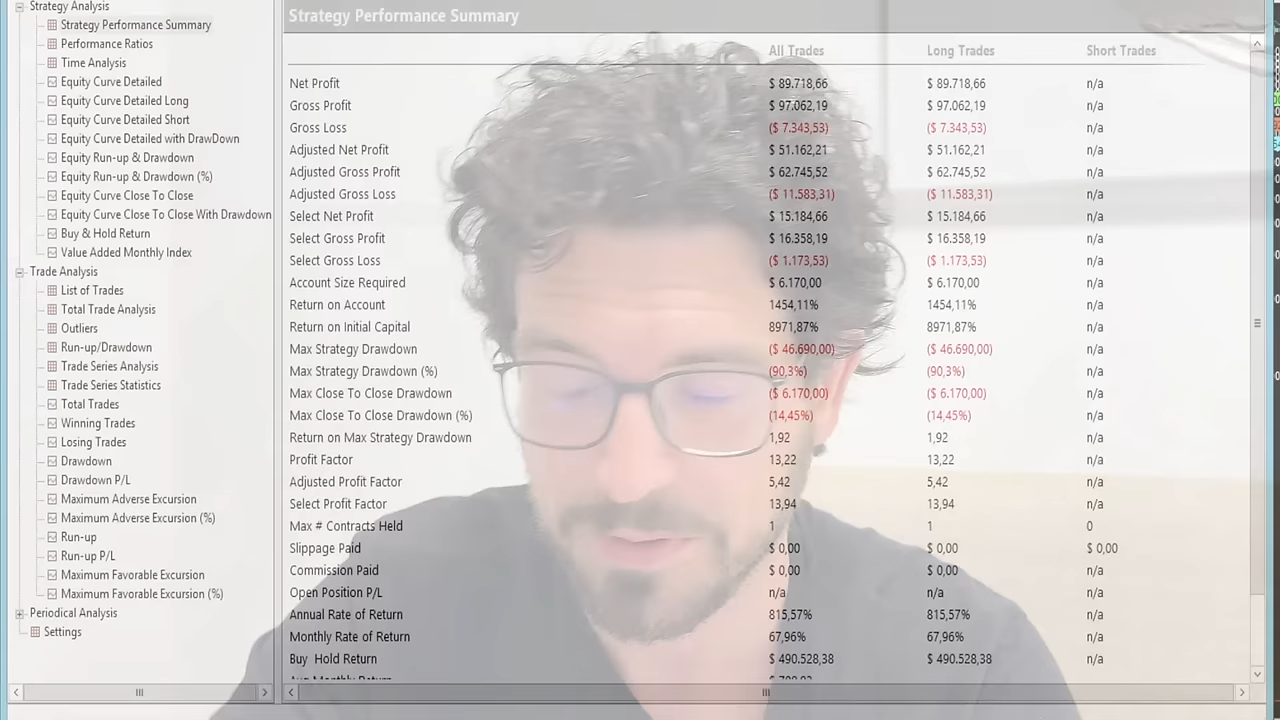 Strategy Analysis
Strategy Performance Summary
Performance Ratios
Time Analysis
Equity Curve Detailed
Equity Curve Detailed Long
Equity Curve Detailed Short
Equity Curve Detailed with DrawDown
Equity Run-up & Drawdown
Equity Run-up & Drawdown (%)
Equity Curve Close To Close
Equity Curve Close To Close With Drawdown
Buy & Hold Return
Value Added Monthly Index
Trade Analysis
List of Trades
Total Trade Analysis
Outliers
Run-up/Drawdown
Trade Series Analysis
Trade Series Statistics
Total Trades
Winning Trades
Losing Trades
Drawdown
Drawdown P/L
Maximum Adverse Excursion
Maximum Adverse Excursion (%)
Run-up
Run-up P/L
Maximum Favorable Excursion
Maximum Favorable Excursion (%)
Periodical Analysis
Settings
Strategy Performance Summary
All Trades Long Trades Short Trades
Net Profit $ 89.718,66 $ 89.718,66 n/a
Gross Profit $ 97.062,19 $ 97.062,19 n/a
Gross Loss ($ 7.343,53) ($ 7.343,53) n/a
Adjusted Net Profit $ 51.162,21 $ 51.162,21 n/a
Adjusted Gross Profit $ 62.745,52 $ 62.745,52 n/a
Adjusted Gross Loss ($ 11.583,31) ($ 11.583,31) n/a
Select Net Profit $ 15.184,66 $ 15.184,66 n/a
Select Gross Profit $ 16.358,19 $ 16.358,19 n/a
Select Gross Loss ($ 1.173,53) ($ 1.173,53) n/a
Account Size Required $ 6.170,00 $ 6.170,00 n/a
Return on Account 1454,11% 1454,11% n/a
Return on Initial Capital 8971,87% 8971,87% n/a
Max Strategy Drawdown ($ 46.690,00) ($ 46.690,00) n/a
Max Strategy Drawdown (%) (90,3%) (90,3%) n/a
Max Close To Close Drawdown ($ 6.170,00) ($ 6.170,00) n/a
Max Close To Close Drawdown (%) (14,45%) (14,45%) n/a
Return on Max Strategy Drawdown 1,92 1,92 n/a
Profit Factor 13,22 13,22 n/a
Adjusted Profit Factor 5,42 5,42 n/a
Select Profit Factor 13,94 13,94 n/a
Max # Contracts Held 1 1 0
Slippage Paid $ 0,00 $ 0,00 $ 0,00
Commission Paid $ 0,00 $ 0,00 n/a
Open Position P/L n/a n/a n/a
Annual Rate of Return 815,57% 815,57% n/a
Monthly Rate of Return 67,96% 67,96% n/a
Buy Hold Return $ 490.528,38 $ 490.528,38 n/a